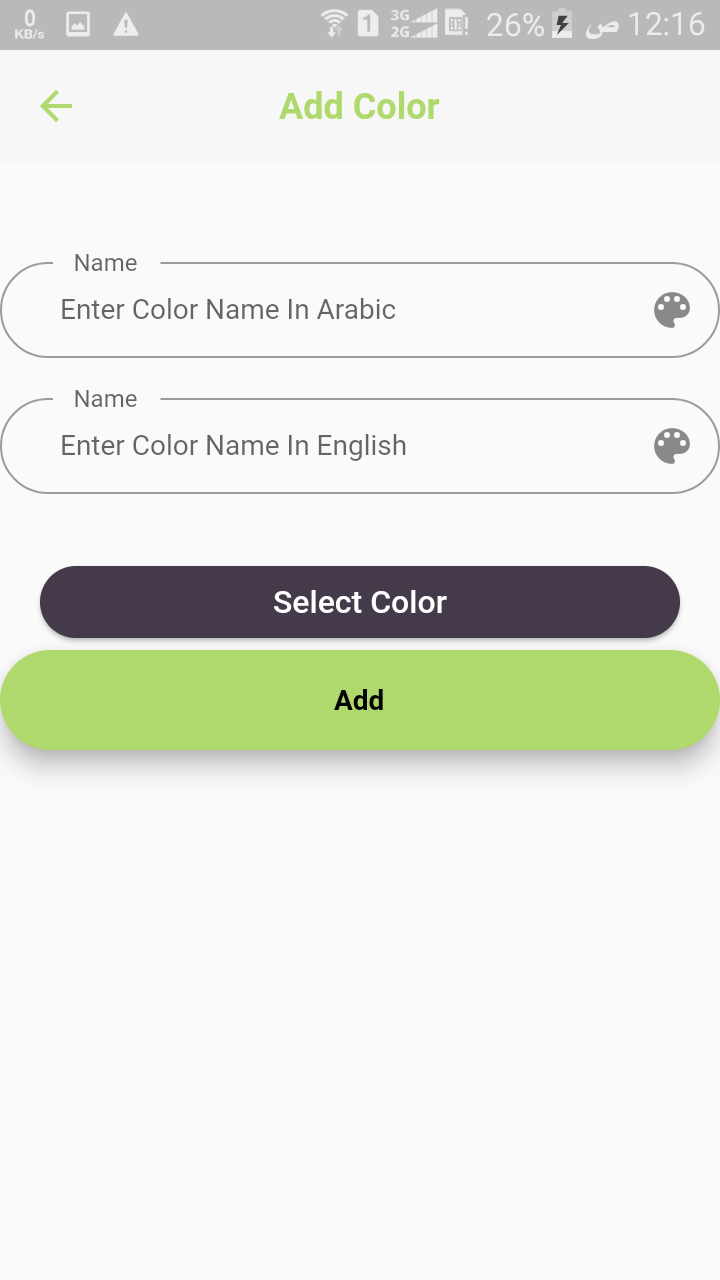 0
KB/s
1
3G
2G
26%
ص 12:16
Add Color
Name
Enter Color Name In Arabic
Name
Enter Color Name In English
Select Color
Add